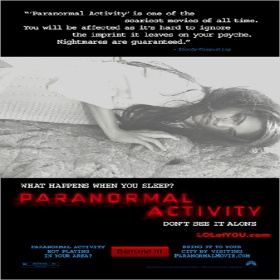 "'Paranormal Activity' is one of the
scariest movies of all time.
You will be affected as it's hard to ignore
the imprint it leaves on your psyche.
Nightmares are guaranteed."
WHAT HAPPENS WHEN YOU SLEEP?
PARANORMAL
ACTIVITY
DON'T SEE IT ALONE
LOLatYOU.com
PARANORMAL ACTIVITY
NOT PLAYING
IN YOUR AREA?
BRING IT TO YOUR
CITY BY VISITING
PARANORMALMOVIE.COM